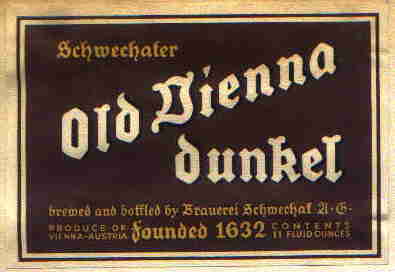 Schwechater
Old Vienna
dunkel
brewed and bottled by Brauerei Schwechat A·G·
PRODUCE OF VIENNA-AUSTRIA Founded 1632 CONTENTS 11 FLUID OUNCES